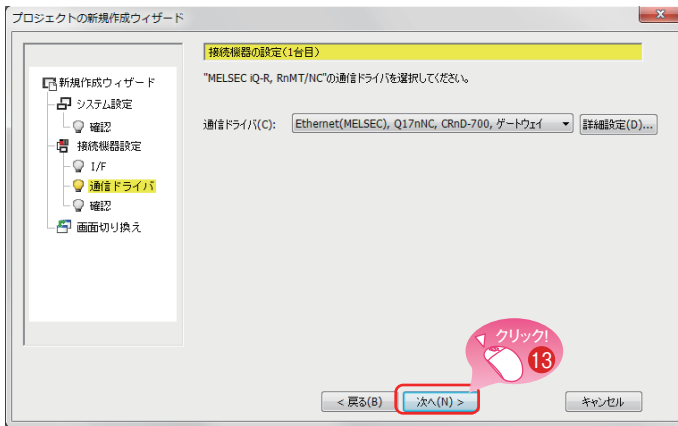 プロジェクトの新規作成ウィザード
接続機器の設定(1台目)
"MELSEC iQ-R, RnMT/NC"の通信ドライバを選択してください。
新規作成ウィザード
システム設定
確認
接続機器設定
I/F
通信ドライバ
確認
画面切り換え
通信ドライバ(C):
Ethernet(MELSEC), Q17nNC, CRnD-700, ゲートウェイ
詳細設定(D)...
クリック!
13
< 戻る(B)
次へ(N) >
キャンセル